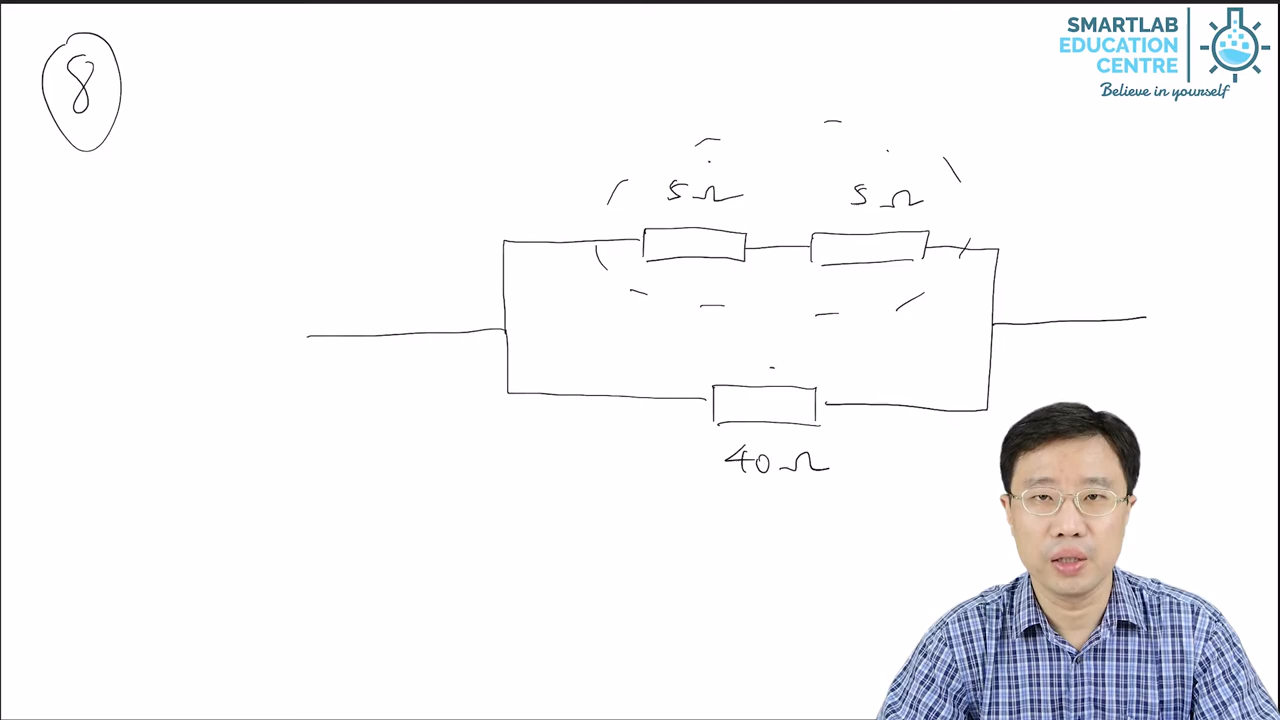 8
SMARTLAB
EDUCATION
CENTRE
Believe in yourself
5Ω 5Ω
40Ω